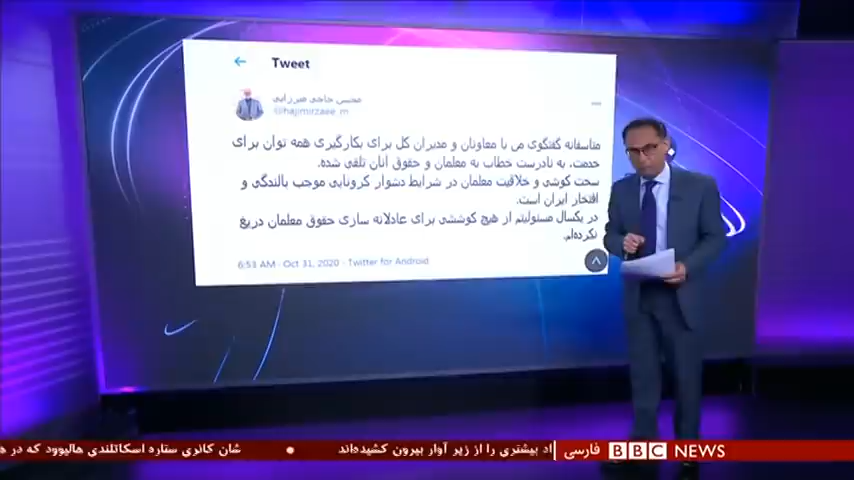 Tweet
محسن حاجی میرزایی
@hajimirzaee_m
متاسفانه گفتگوی من با معاونان و مدیران کل برای بکارگیری همه توان برای
خدمت، به نادرست خطاب به معلمان و حقوق آنان تلقی شده.
سخت کوشی و خلاقیت معلمان در شرایط دشوار کرونایی موجب بالندگی و
افتخار ایران است.
در یکسال مسئولیتم از هیچ کوششی برای عادلانه سازی حقوق معلمان دریغ
نکرده‌ام.
6:53 AM · Oct 31, 2020 · Twitter for Android
BBC NEWS فارسی
اد بیشتری را از زیر آوار بیرون کشیده‌اند • شان کانری ستاره اسکاتلندی هالیوود که در ه